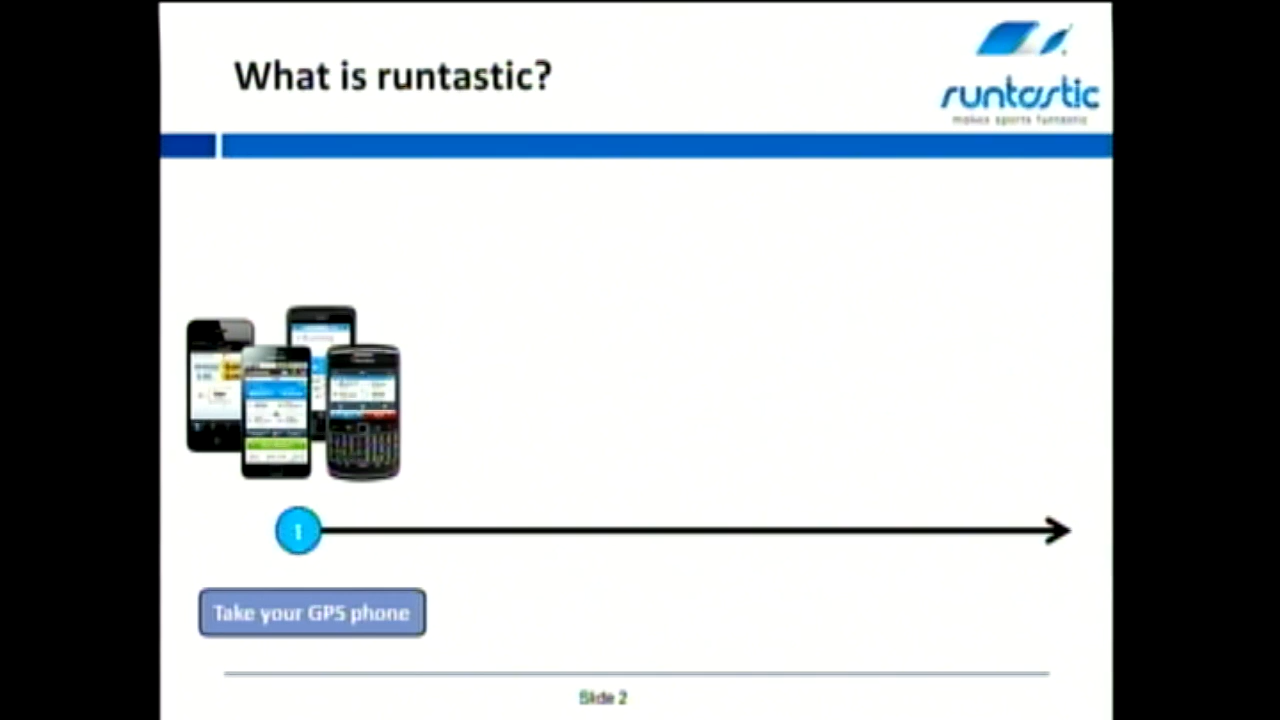 What is runtastic?
runtastic
makes sports funtastic
1
Take your GPS phone
Slide 2